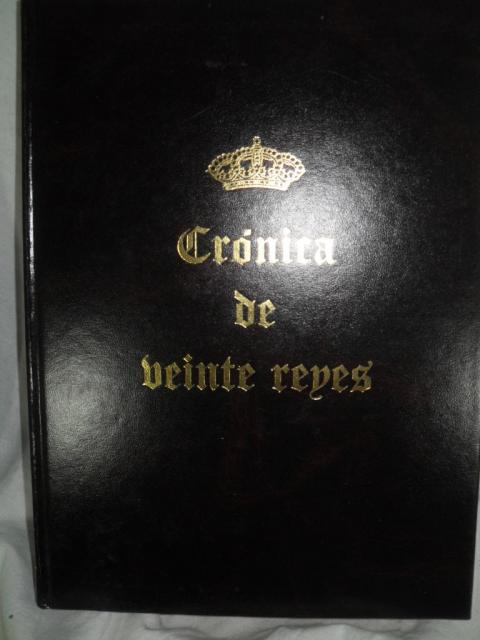 Crónica
de
veinte reyes